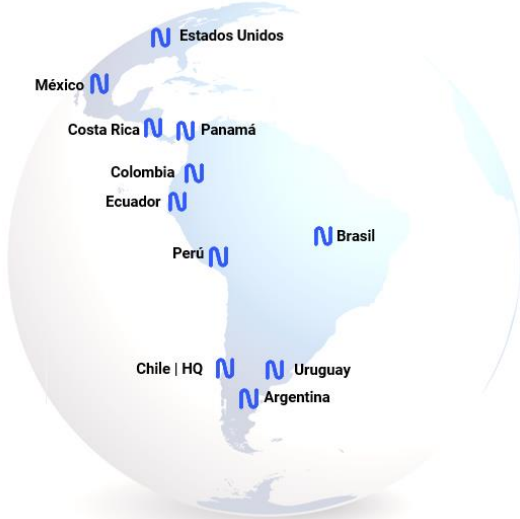 Estados Unidos
México
Costa Rica
Panamá
Colombia
Ecuador
Brasil
Perú
Chile | HQ
Uruguay
Argentina